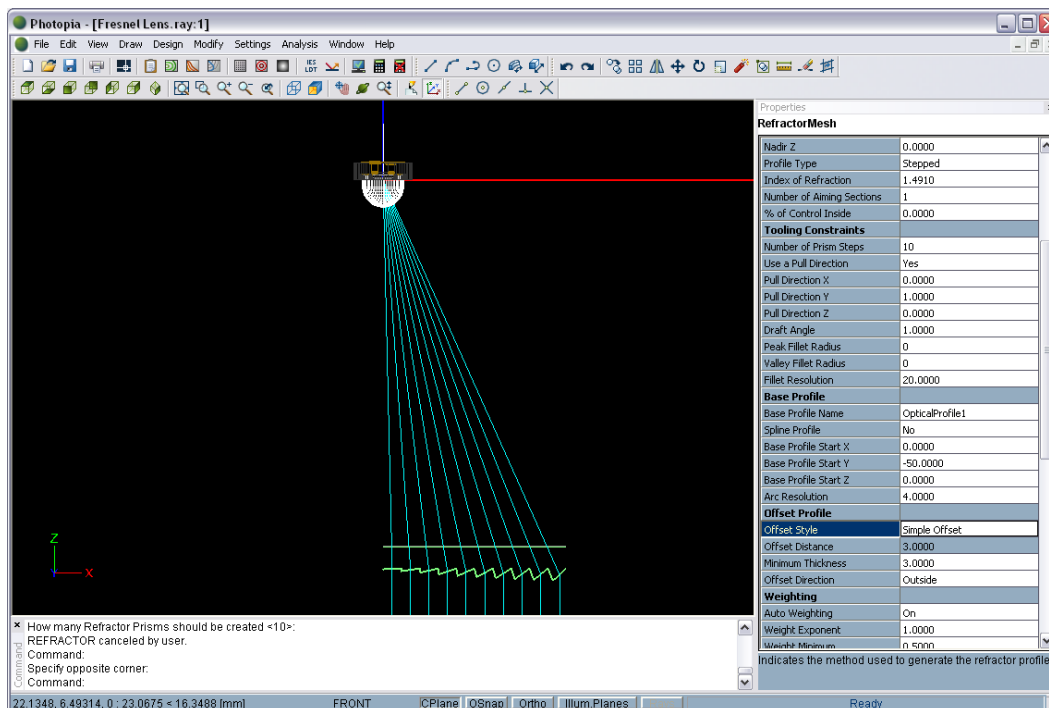 Photopia - [Fresnel Lens.ray:1]
File Edit View Draw Design Modify Settings Analysis Window Help
IES
LDT
Properties
RefractorMesh
Nadir Z 0.0000
Profile Type Stepped
Index of Refraction 1.4910
Number of Aiming Sections 1
% of Control Inside 0.0000
Tooling Constraints
Number of Prism Steps 10
Use a Pull Direction Yes
Pull Direction X 0.0000
Pull Direction Y 1.0000
Pull Direction Z 0.0000
Draft Angle 1.0000
Peak Fillet Radius 0
Valley Fillet Radius 0
Fillet Resolution 20.0000
Base Profile
Base Profile Name OpticalProfile1
Spline Profile No
Base Profile Start X 0.0000
Base Profile Start Y -50.0000
Base Profile Start Z 0.0000
Arc Resolution 4.0000
Offset Profile
Offset Style Simple Offset
Offset Distance 3.0000
Minimum Thickness 3.0000
Offset Direction Outside
Weighting
Auto Weighting On
Weight Exponent 1.0000
Weight Minimum 0.5000
Indicates the method used to generate the refractor profile
Z
X
Command
How many Refractor Prisms should be created <10>:
REFRACTOR canceled by user.
Command:
Specify opposite corner:
Command:
22.1348, 6.49314, 0 : 23.0675 < 16.3488 [mm] FRONT CPlane OSnap Ortho Illum.Planes Ready